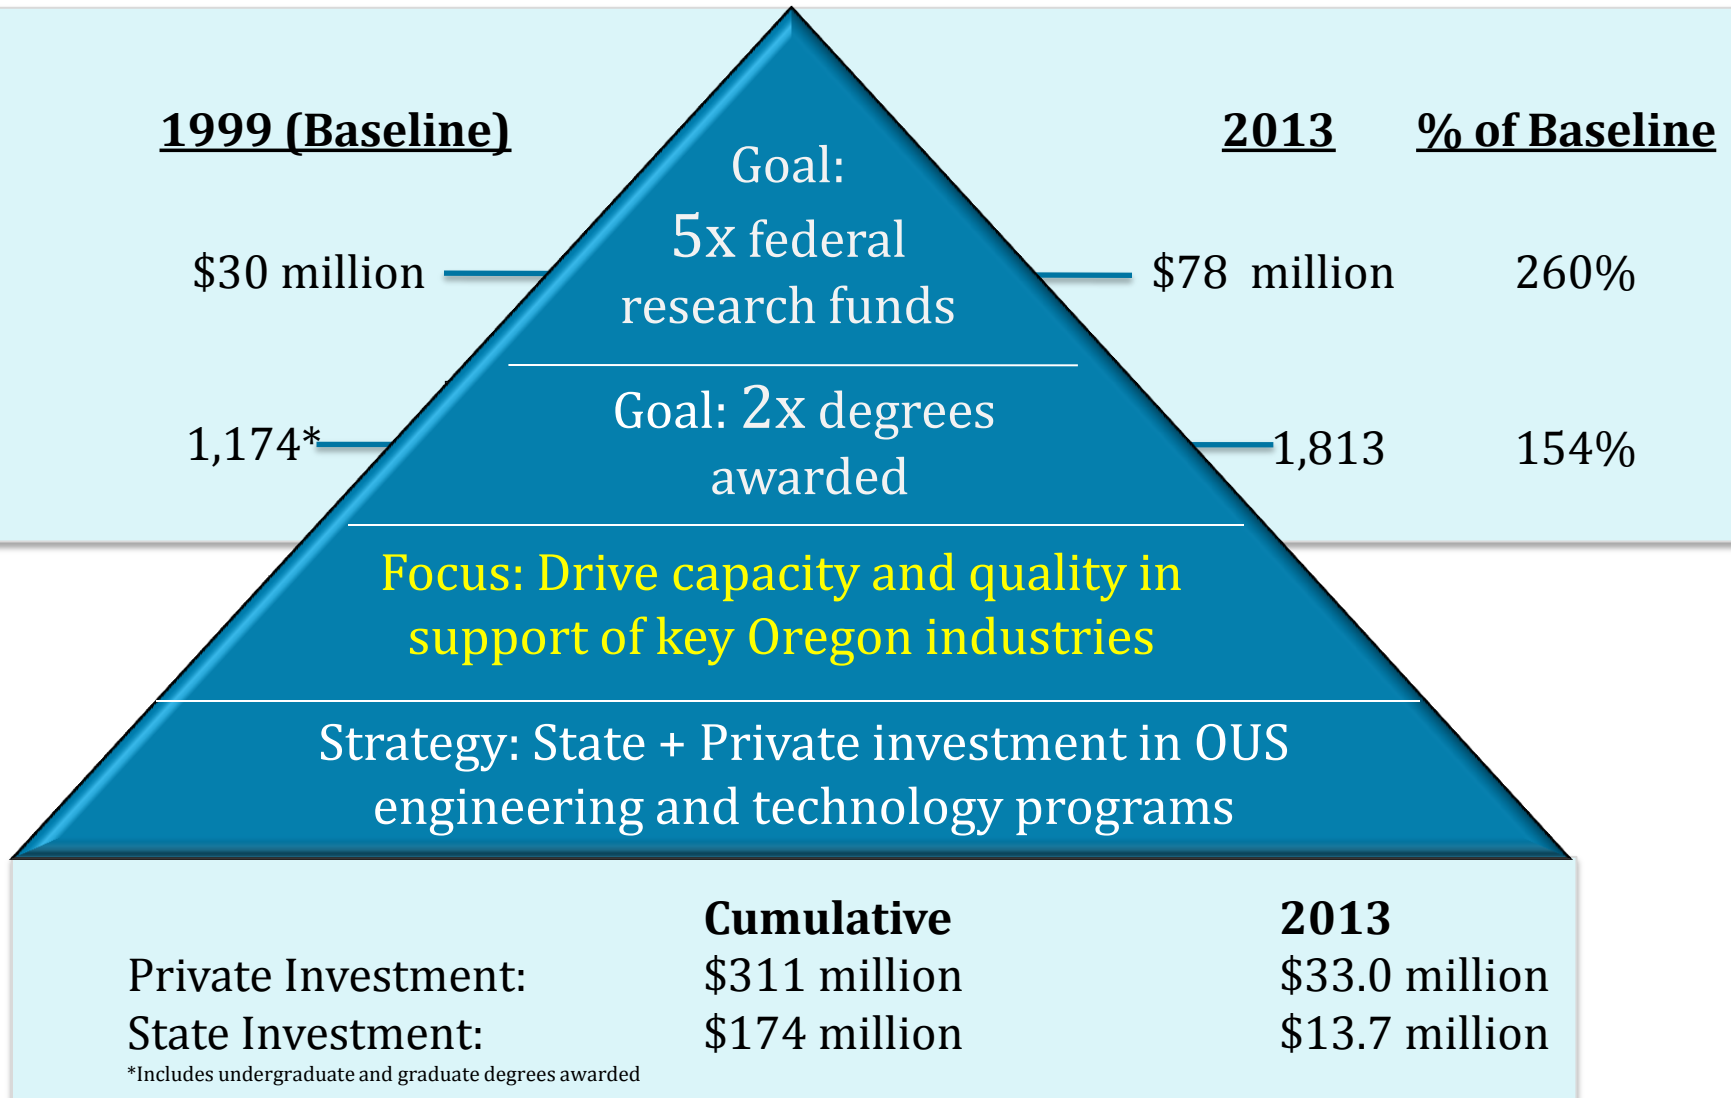 1999 (Baseline)
2013 % of Baseline
Goal:
5x federal
research funds
$30 million
$78 million 260%
Goal: 2x degrees
awarded
1,174*
1,813 154%
Focus: Drive capacity and quality in
support of key Oregon industries
Strategy: State + Private investment in OUS
engineering and technology programs
Cumulative 2013
Private Investment: $311 million $33.0 million
State Investment: $174 million $13.7 million
*Includes undergraduate and graduate degrees awarded